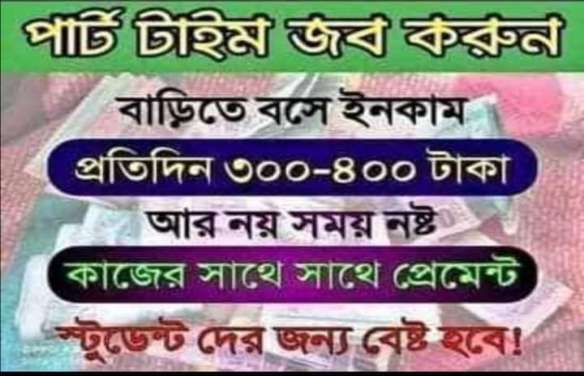 পার্ট টাইম জব করুন
বাড়িতে বসে ইনকাম
প্রতিদিন ৩০০-৪০০ টাকা
আর নয় সময় নষ্ট
কাজের সাথে সাথে প্রেমেন্ট
স্টুডেন্ট দের জন্য বেষ্ট হবে!